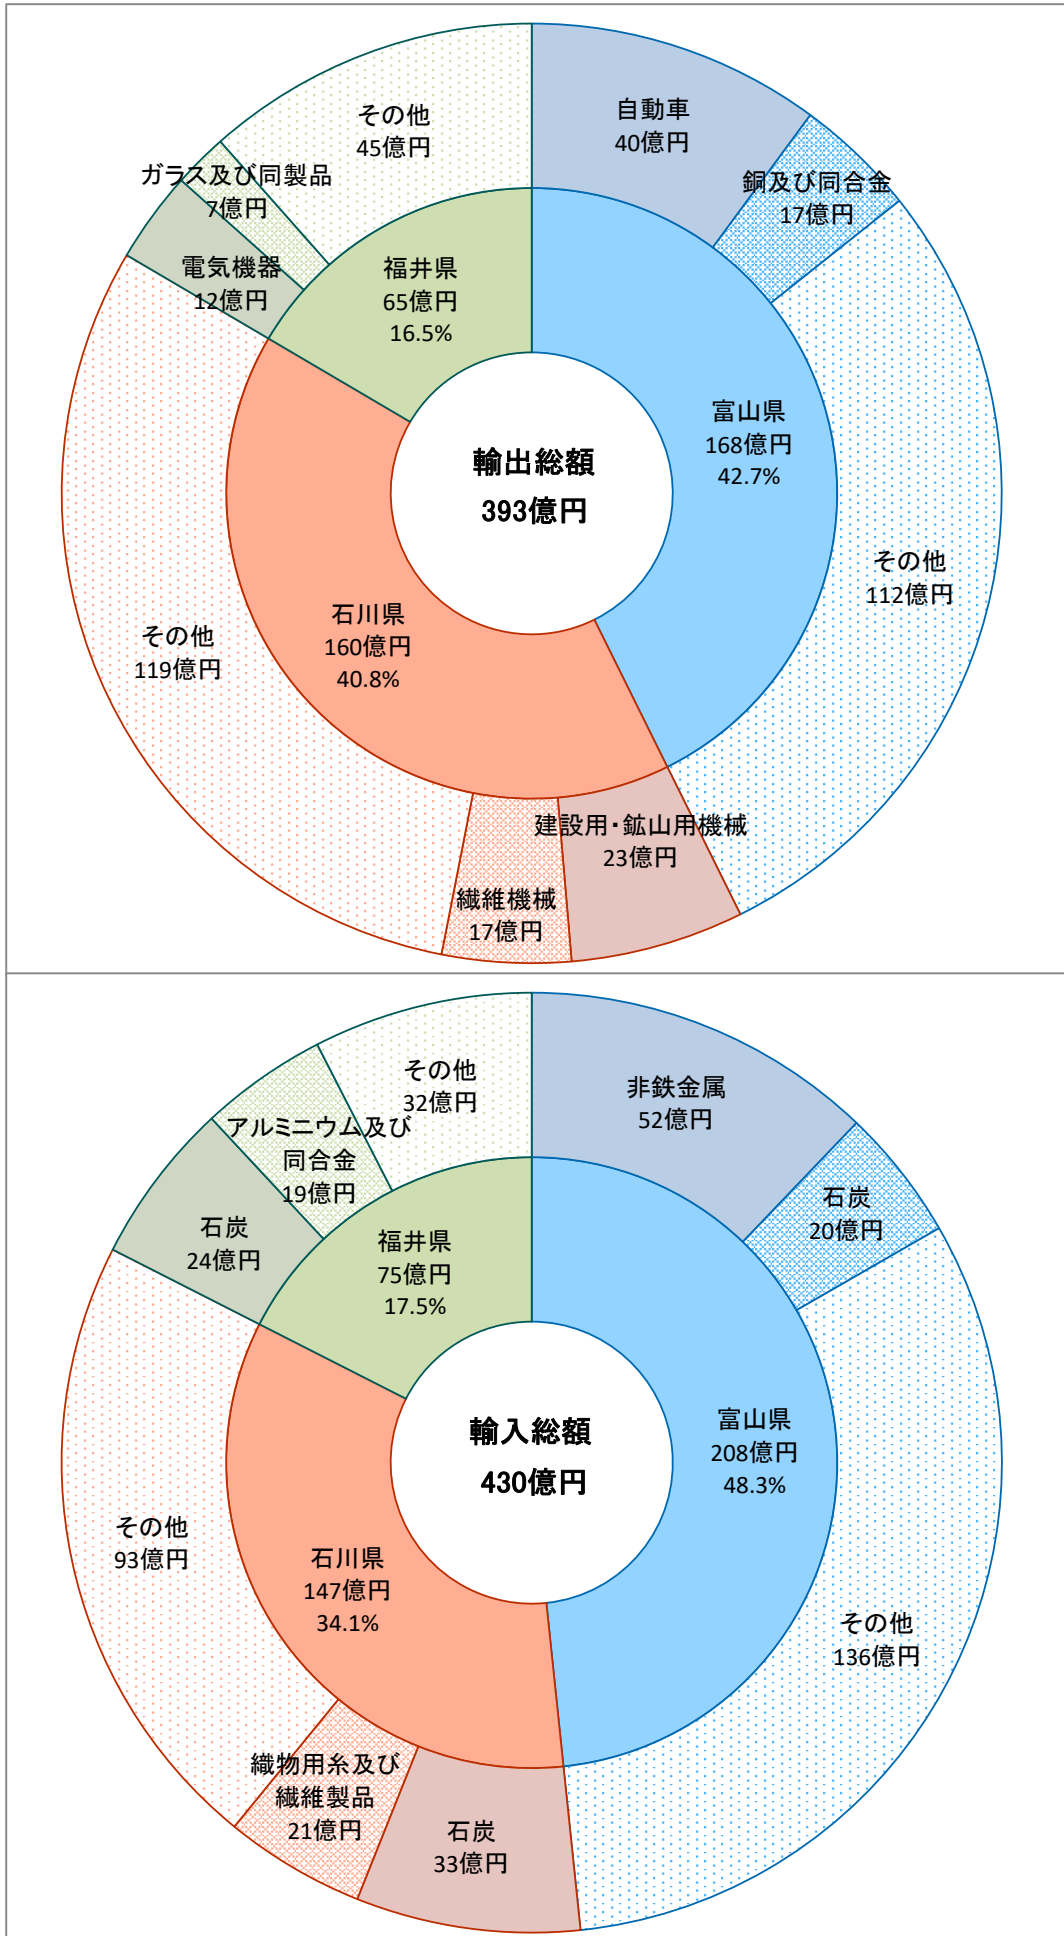 その他
45億円
自動車
40億円
ガラス及び同製品
7億円
銅及び同合金
17億円
電気機器
12億円
福井県
65億円
16.5%
富山県
168億円
42.7%
輸出総額
393億円
その他
112億円
石川県
160億円
40.8%
その他
119億円
建設用・鉱山用機械
23億円
繊維機械
17億円
その他
32億円
非鉄金属
52億円
アルミニウム及び
同合金
19億円
石炭
20億円
石炭
24億円
福井県
75億円
17.5%
富山県
208億円
48.3%
輸入総額
430億円
その他
93億円
石川県
147億円
34.1%
その他
136億円
織物用糸及び
繊維製品
21億円
石炭
33億円